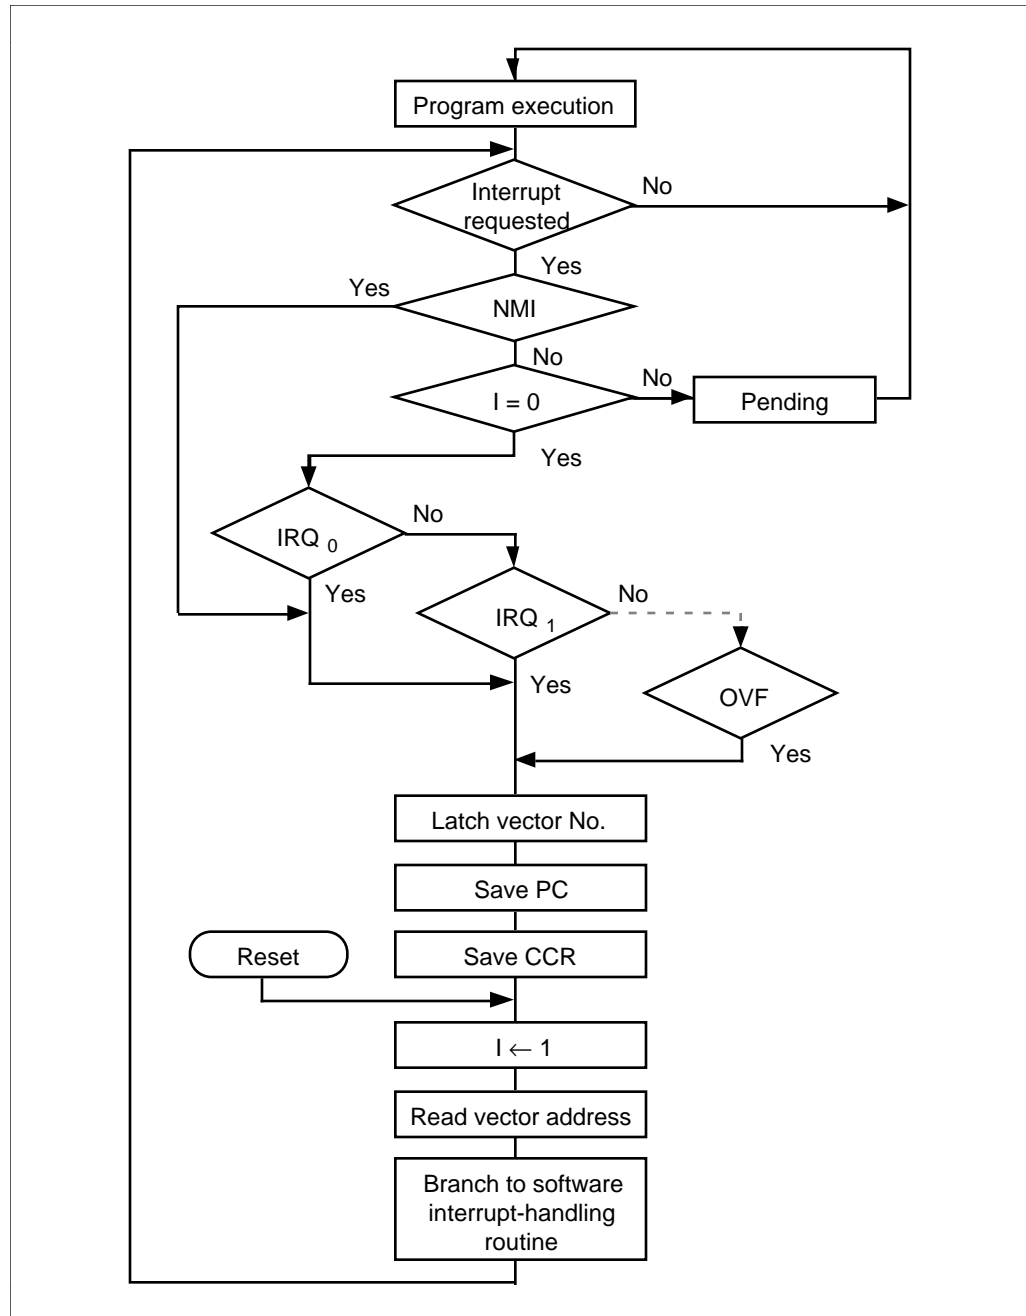 Program execution
Interrupt
requested
No
Yes
Yes
NMI
No
I = 0
No
Pending
Yes
IRQ 0
No
Yes
IRQ 1
No
Yes
OVF
Yes
Latch vector No.
Save PC
Reset
Save CCR
I ← 1
Read vector address
Branch to software
interrupt-handling
routine